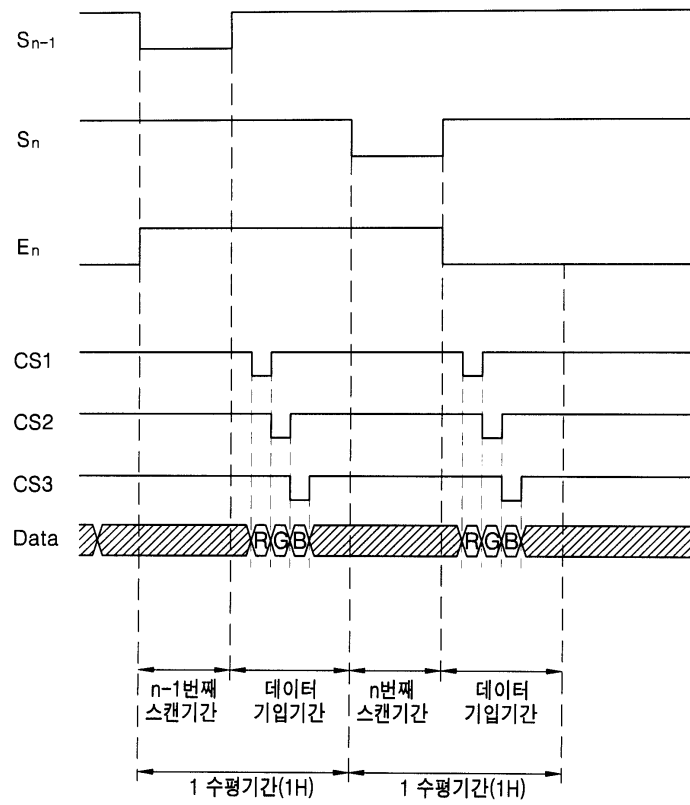 Sn-1
Sn
En
CS1
CS2
CS3
Data
R G B R G B
n-1번째 스캔기간
데이터 기입기간
n번째 스캔기간
데이터 기입기간
1 수평기간(1H)
1 수평기간(1H)